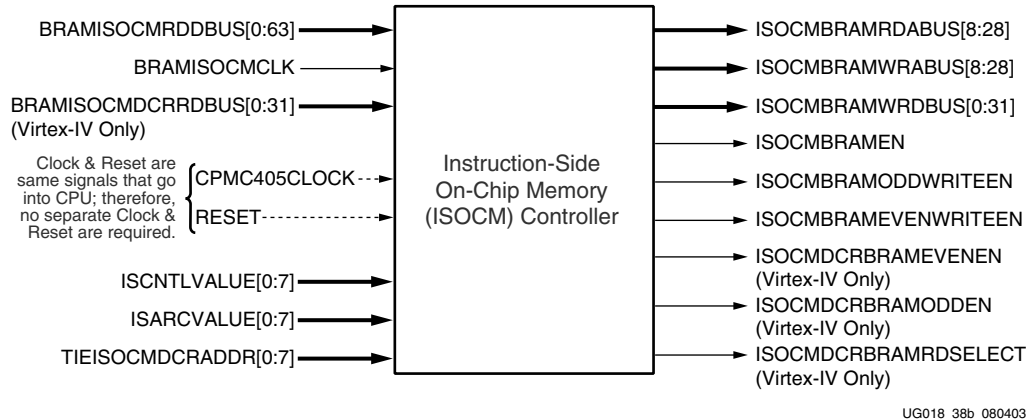 BRAMISOCMRDDBUS[0:63]
BRAMISOCMCLK
BRAMISOCMDCRRDBUS[0:31]
(Virtex-IV Only)
Clock & Reset are
same signals that go
into CPU; therefore,
no separate Clock &
Reset are required.
CPMC405CLOCK
RESET
ISCNTLVALUE[0:7]
ISARCVALUE[0:7]
TIEISOCMDCRADDR[0:7]
Instruction-Side
On-Chip Memory
(ISOCM) Controller
ISOCMBRAMRDABUS[8:28]
ISOCMBRAMWRABUS[8:28]
ISOCMBRAMWRDBUS[0:31]
ISOCMBRAMEN
ISOCMBRAMODDWRITEEN
ISOCMBRAMEVENWRITEEN
ISOCMDCRBRAMEVENEN
(Virtex-IV Only)
ISOCMDCRBRAMODDEN
(Virtex-IV Only)
ISOCMDCRBRAMRDSELECT
(Virtex-IV Only)
UG018_38b_080403